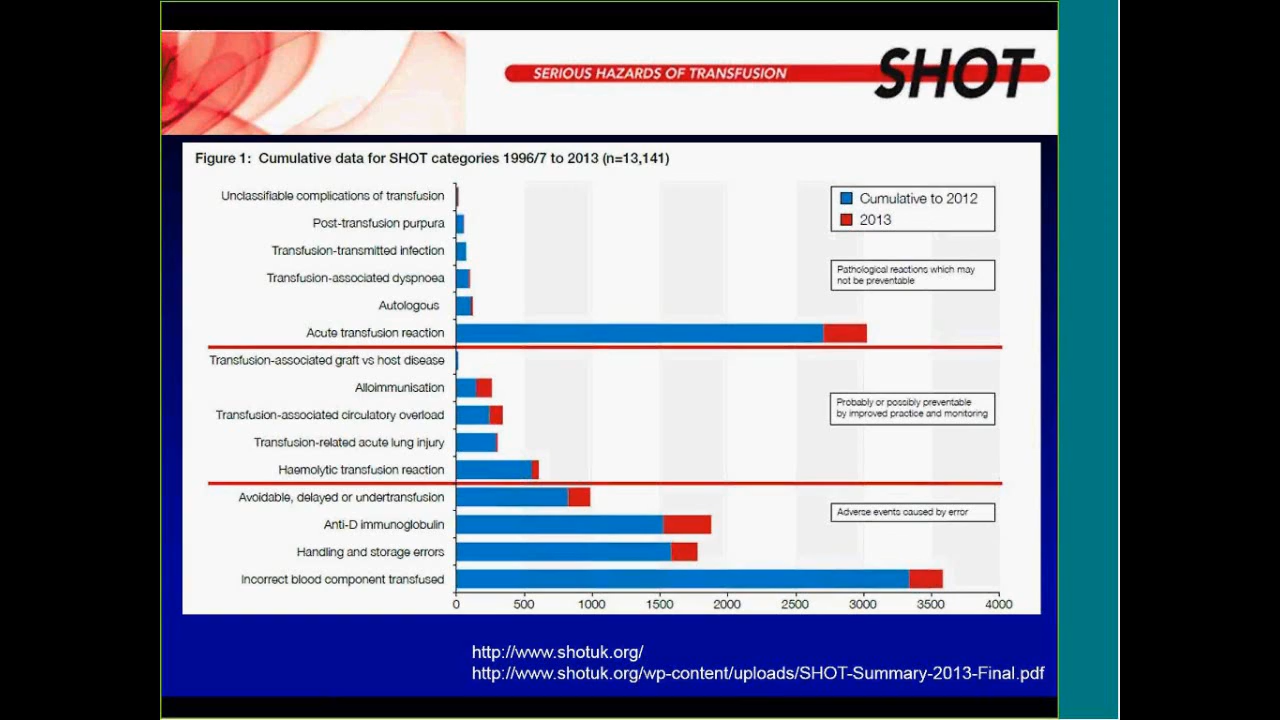 SERIOUS HAZARDS OF TRANSFUSION
SHOT
Figure 1: Cumulative data for SHOT categories 1996/7 to 2013 (n=13,141)
Unclassifiable complications of transfusion
Post-transfusion purpura
Transfusion-transmitted infection
Transfusion-associated dyspnoea
Autologous
Acute transfusion reaction
Transfusion-associated graft vs host disease
Alloimmunisation
Transfusion-associated circulatory overload
Transfusion-related acute lung injury
Haemolytic transfusion reaction
Avoidable, delayed or undertransfusion
Anti-D immunoglobulin
Handling and storage errors
Incorrect blood component transfused
Cumulative to 2012
2013
Pathological reactions which may
not be preventable
Probably or possibly preventable
by improved practice and monitoring
Adverse events caused by error
0 500 1000 1500 2000 2500 3000 3500 4000
http://www.shotuk.org/
http://www.shotuk.org/wp-content/uploads/SHOT-Summary-2013-Final.pdf